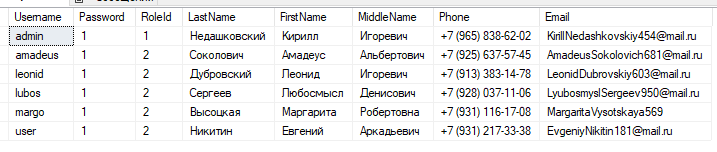 Username Password RoleId LastName FirstName MiddleName Phone Email
admin 1 1 Недашковский Кирилл Игоревич +7 (965) 838-62-02 KirillNedashkovskiy454@mail.ru
amadeus 1 2 Соколович Амадеус Альбертович +7 (925) 637-57-45 AmadeusSokolovich681@mail.ru
leonid 1 2 Дубровский Леонид Игоревич +7 (913) 383-14-78 LeonidDubrovskiy603@mail.ru
lubos 1 2 Сергеев Любосмысл Денисович +7 (928) 037-11-06 LyubosmyslSergeev950@mail.ru
margo 1 2 Высоцкая Маргарита Робертовна +7 (931) 116-17-08 MargaritaVysotskaya569
user 1 2 Никитин Евгений Аркадьевич +7 (931) 217-33-38 EvgeniyNikitin181@mail.ru